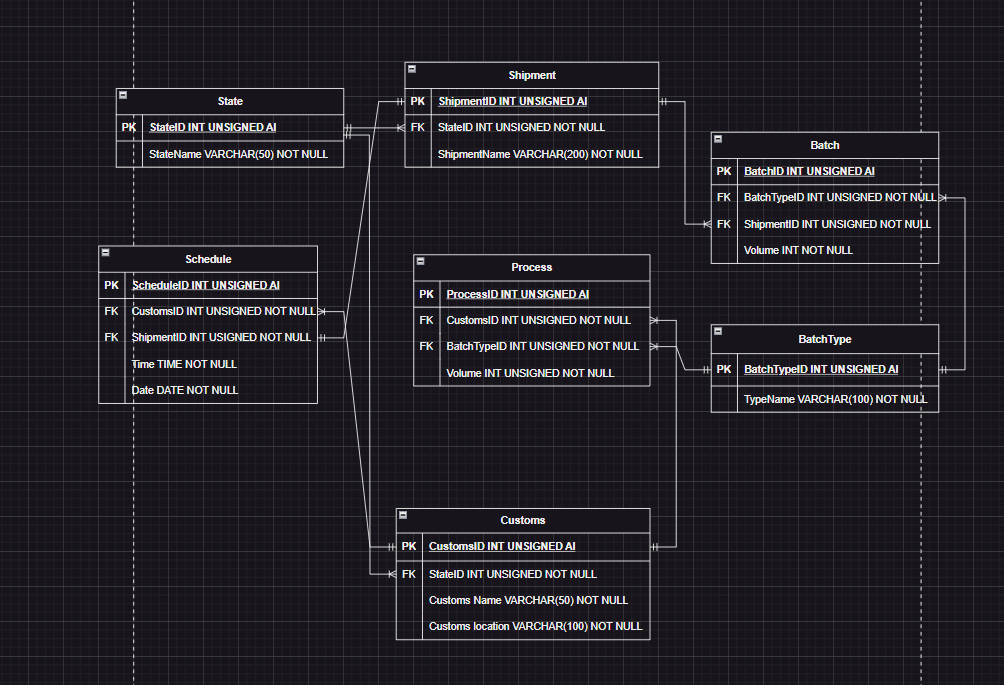 Shipment
PK ShipmentID INT UNSIGNED AI
FK StateID INT UNSIGNED NOT NULL
ShipmentName VARCHAR(200) NOT NULL
State
PK StateID INT UNSIGNED AI
StateName VARCHAR(50) NOT NULL
Batch
PK BatchID INT UNSIGNED AI
FK BatchTypeID INT UNSIGNED NOT NULL
FK ShipmentID INT UNSIGNED NOT NULL
Volume INT NOT NULL
Schedule
PK ScheduleID INT UNSIGNED AI
FK CustomsID INT UNSIGNED NOT NULL
FK ShipmentID INT USIGNED NOT NULL
Time TIME NOT NULL
Date DATE NOT NULL
Process
PK ProcessID INT UNSIGNED AI
FK CustomsID INT UNSIGNED NOT NULL
FK BatchTypeID INT UNSIGNED NOT NULL
Volume INT UNSIGNED NOT NULL
BatchType
PK BatchTypeID INT UNSIGNED AI
TypeName VARCHAR(100) NOT NULL
Customs
PK CustomsID INT UNSIGNED AI
FK StateID INT UNSIGNED NOT NULL
Customs Name VARCHAR(50) NOT NULL
Customs location VARCHAR(100) NOT NULL